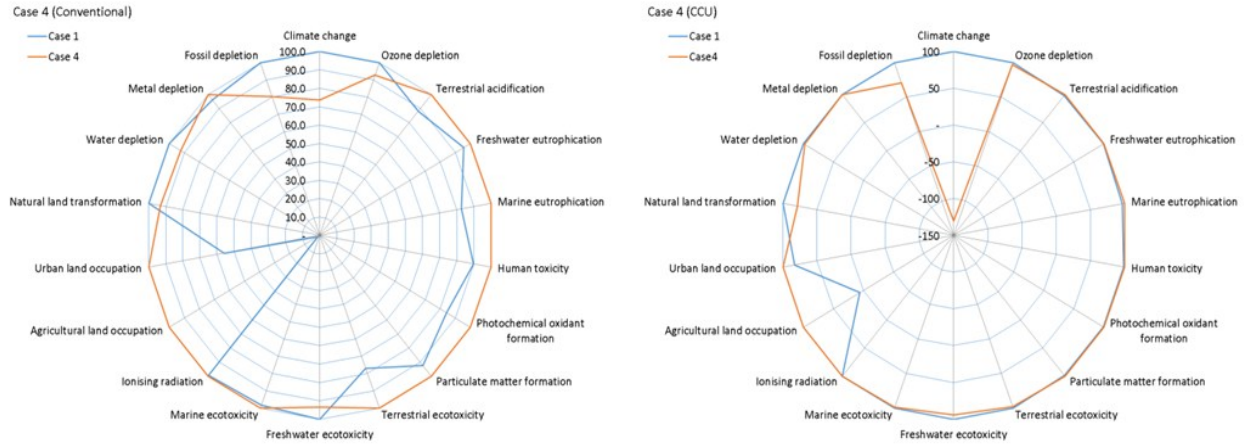 Case 4 (Conventional)
Case 1
Case 4
Climate change
Ozone depletion
Terrestrial acidification
Freshwater eutrophication
Marine eutrophication
Human toxicity
Photochemical oxidant
formation
Particulate matter formation
Terrestrial ecotoxicity
Freshwater ecotoxicity
Marine ecotoxicity
Ionising radiation
Agricultural land occupation
Urban land occupation
Natural land transformation
Water depletion
Metal depletion
Fossil depletion
100.0
90.0
80.0
70.0
60.0
50.0
40.0
30.0
20.0
10.0
-
Case 4 (CCU)
Case 1
Case4
Climate change
Ozone depletion
Terrestrial acidification
Freshwater eutrophication
Marine eutrophication
Human toxicity
Photochemical oxidant
formation
Particulate matter formation
Terrestrial ecotoxicity
Freshwater ecotoxicity
Marine ecotoxicity
Ionising radiation
Agricultural land occupation
Urban land occupation
Natural land transformation
Water depletion
Metal depletion
Fossil depletion
100
50
-
-50
-100
-150